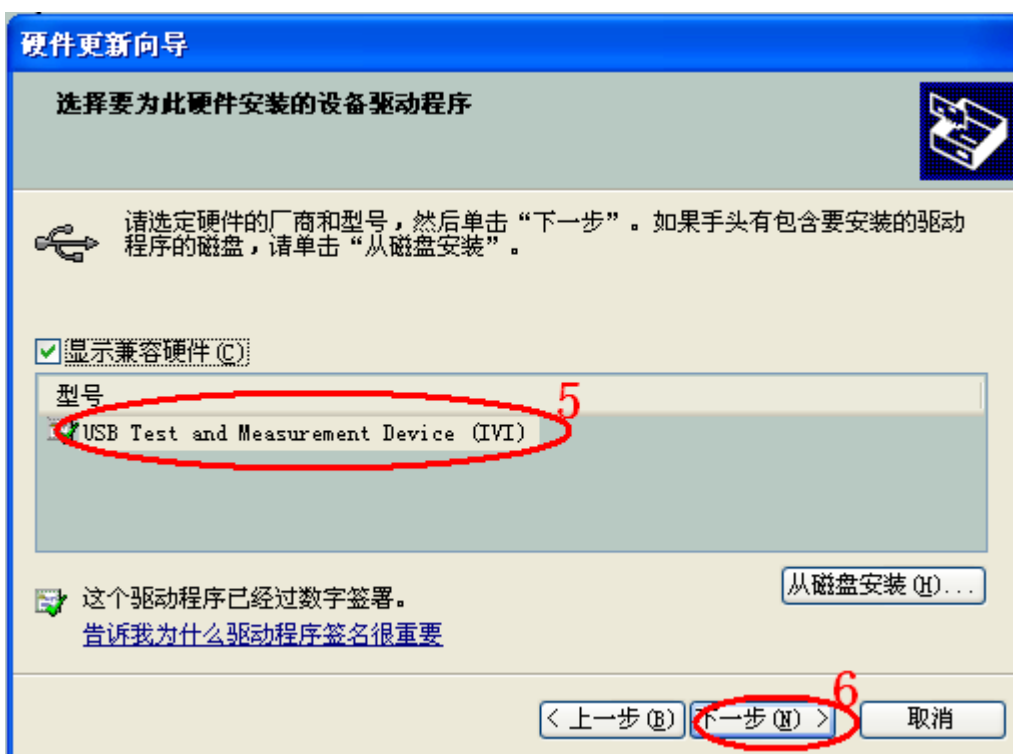 硬件更新向导
选择要为此硬件安装的设备驱动程序
请选定硬件的厂商和型号，然后单击“下一步”。如果手头有包含要安装的驱动
程序的磁盘，请单击“从磁盘安装”。
显示兼容硬件(C)
型号
5
USB Test and Measurement Device (IVI)
从磁盘安装(H)...
这个驱动程序已经过数字签署。
告诉我为什么驱动程序签名很重要
6
< 上一步(B) 下一步(N) > 取消